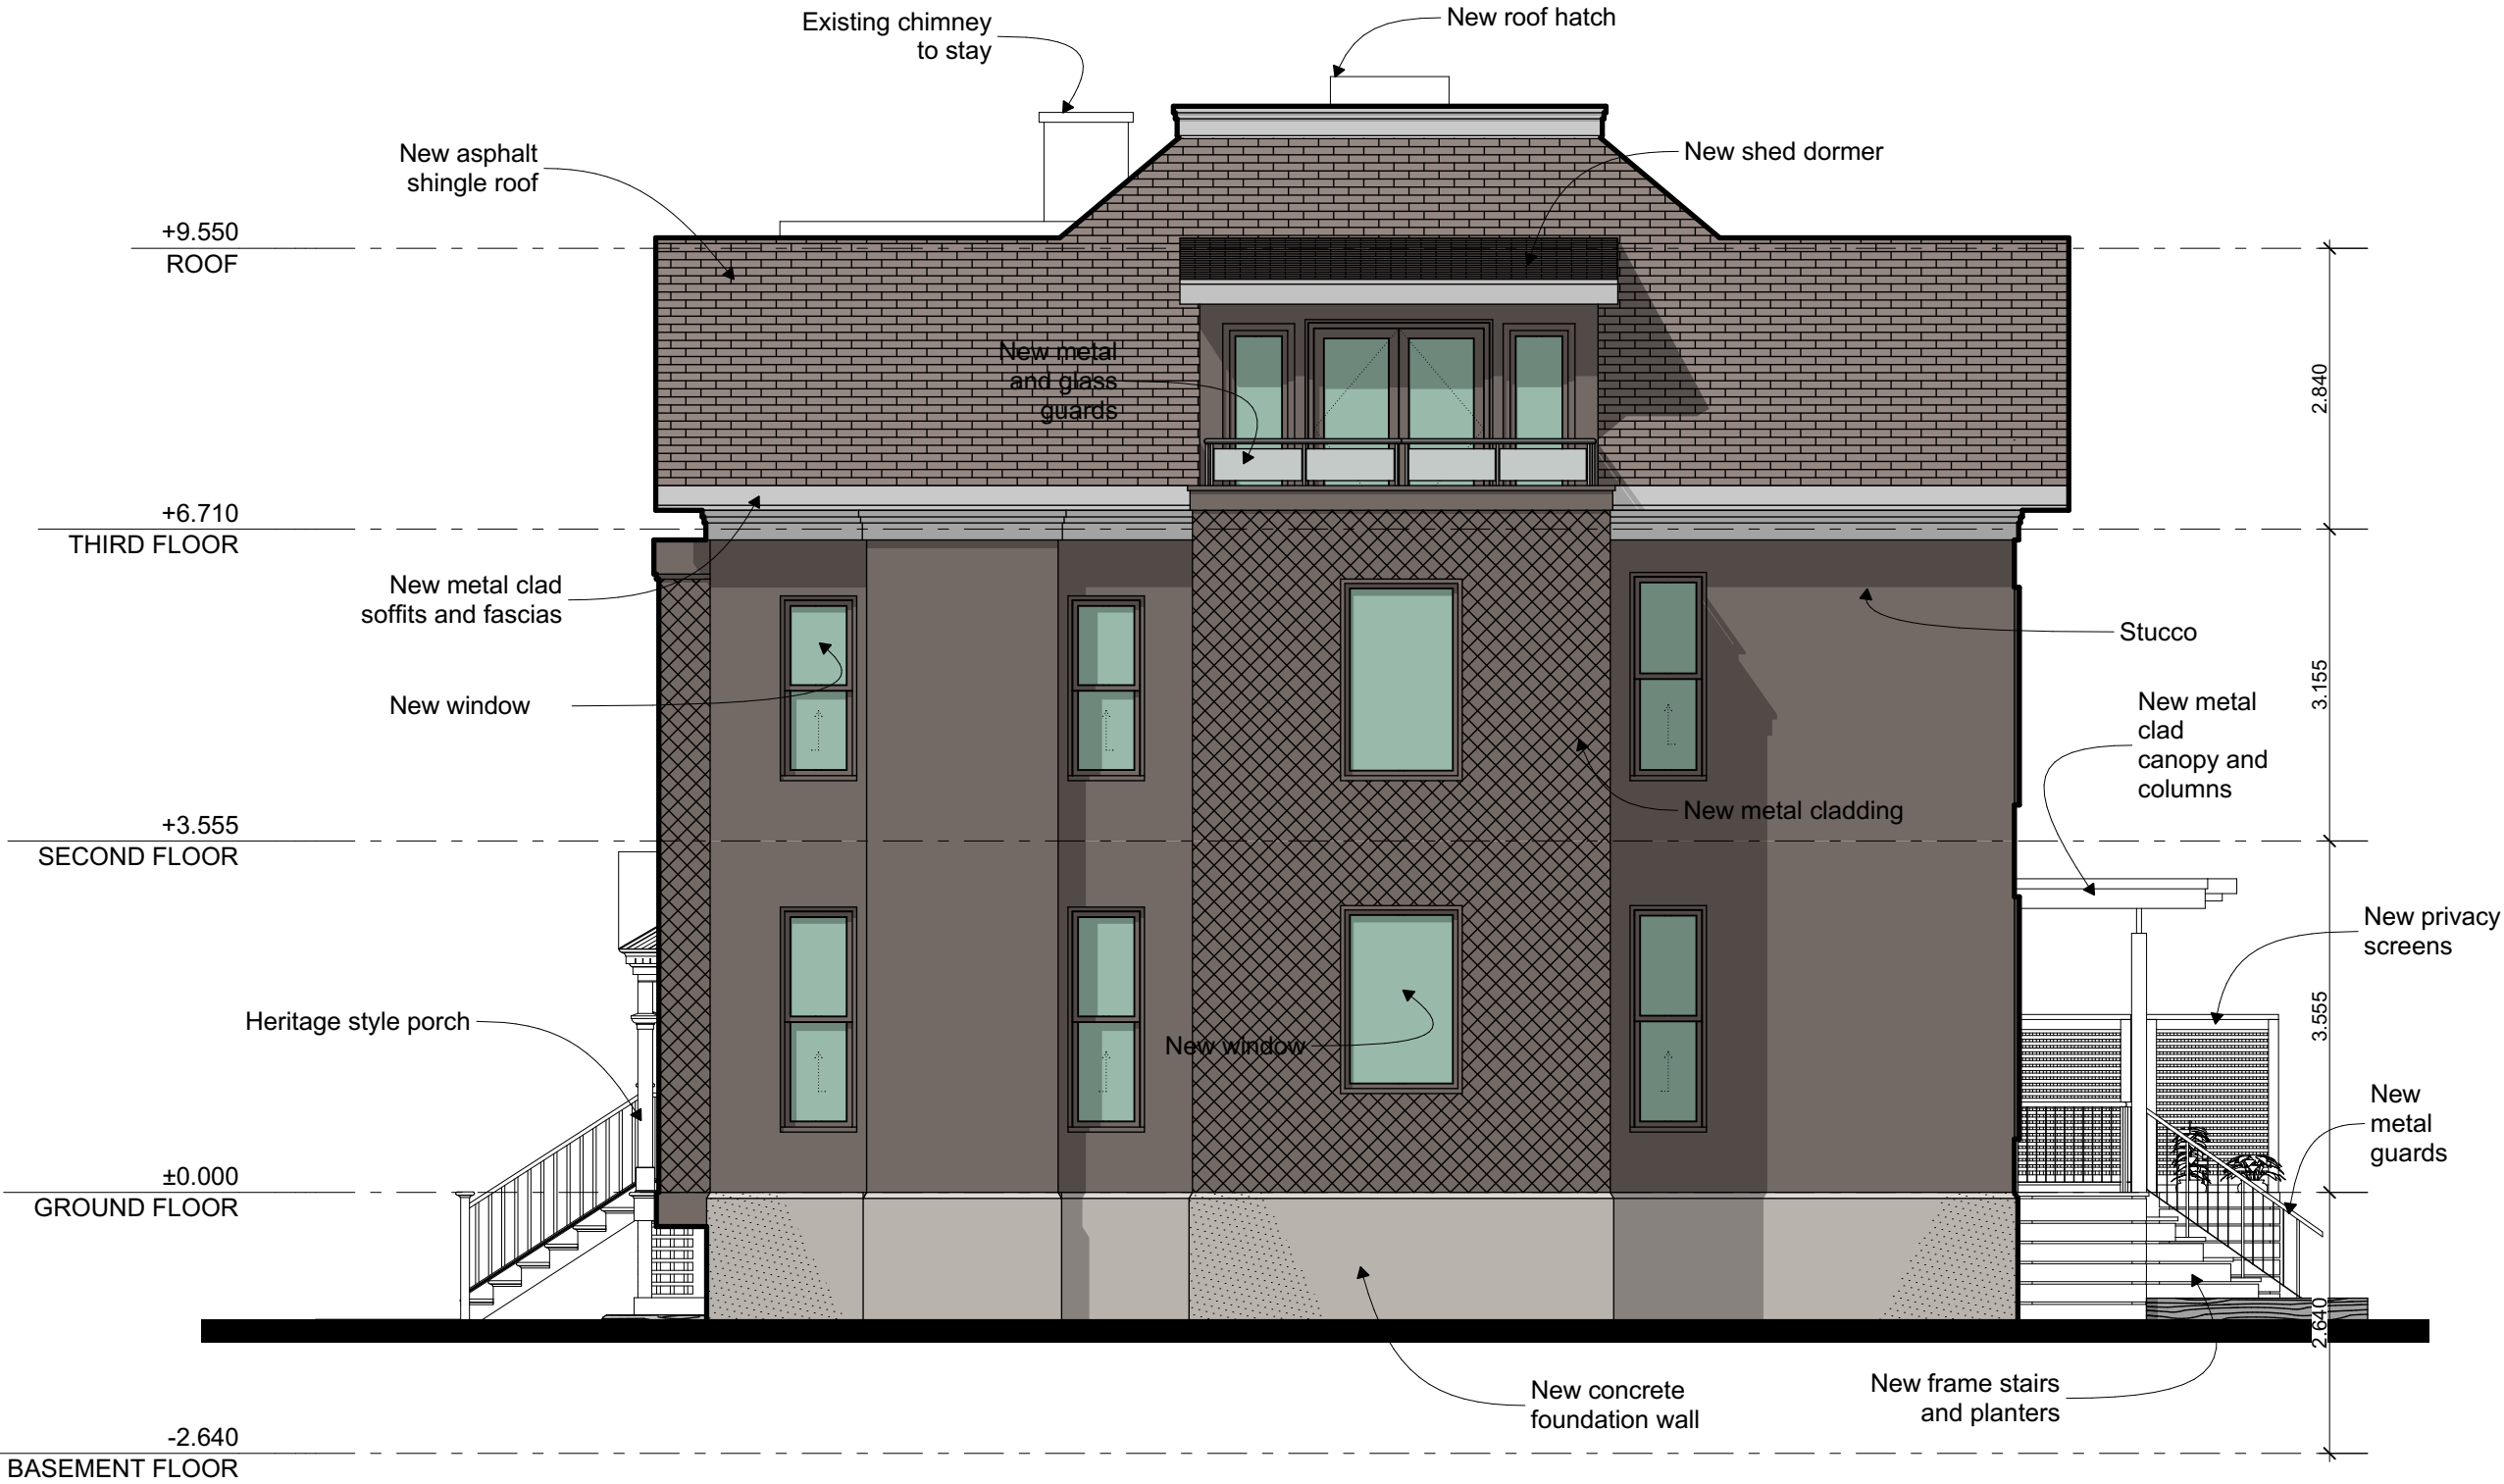 Existing chimney
to stay
New roof hatch
New asphalt
shingle roof
New shed dormer
+9.550
ROOF
New metal
and glass
guards
2.840
+6.710
THIRD FLOOR
New metal clad
soffits and fascias
Stucco
New window
3.155
New metal
clad
canopy and
columns
New metal cladding
+3.555
SECOND FLOOR
New privacy
screens
Heritage style porch
New window
3.555
New
metal
guards
±0.000
GROUND FLOOR
2.640
New concrete
foundation wall
New frame stairs
and planters
-2.640
BASEMENT FLOOR